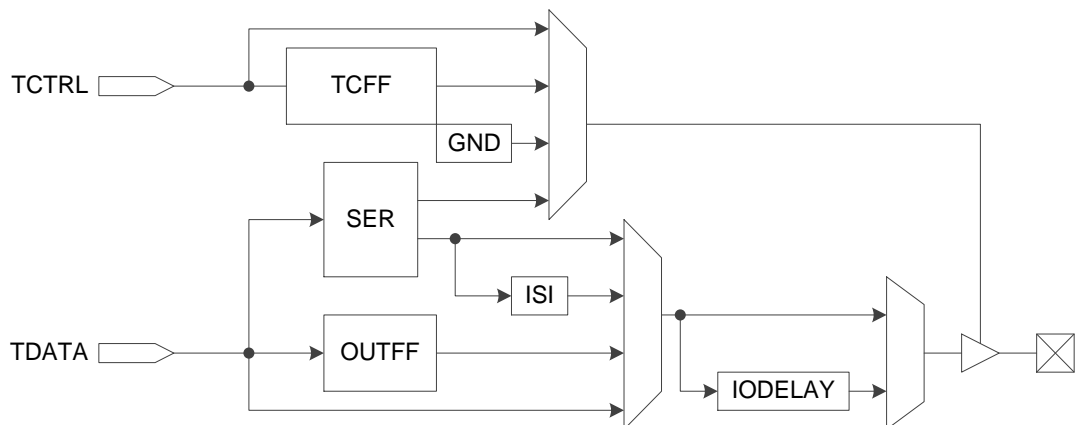 TCTRL
TCFF
GND
SER
ISI
TDATA
OUTFF
IODELAY